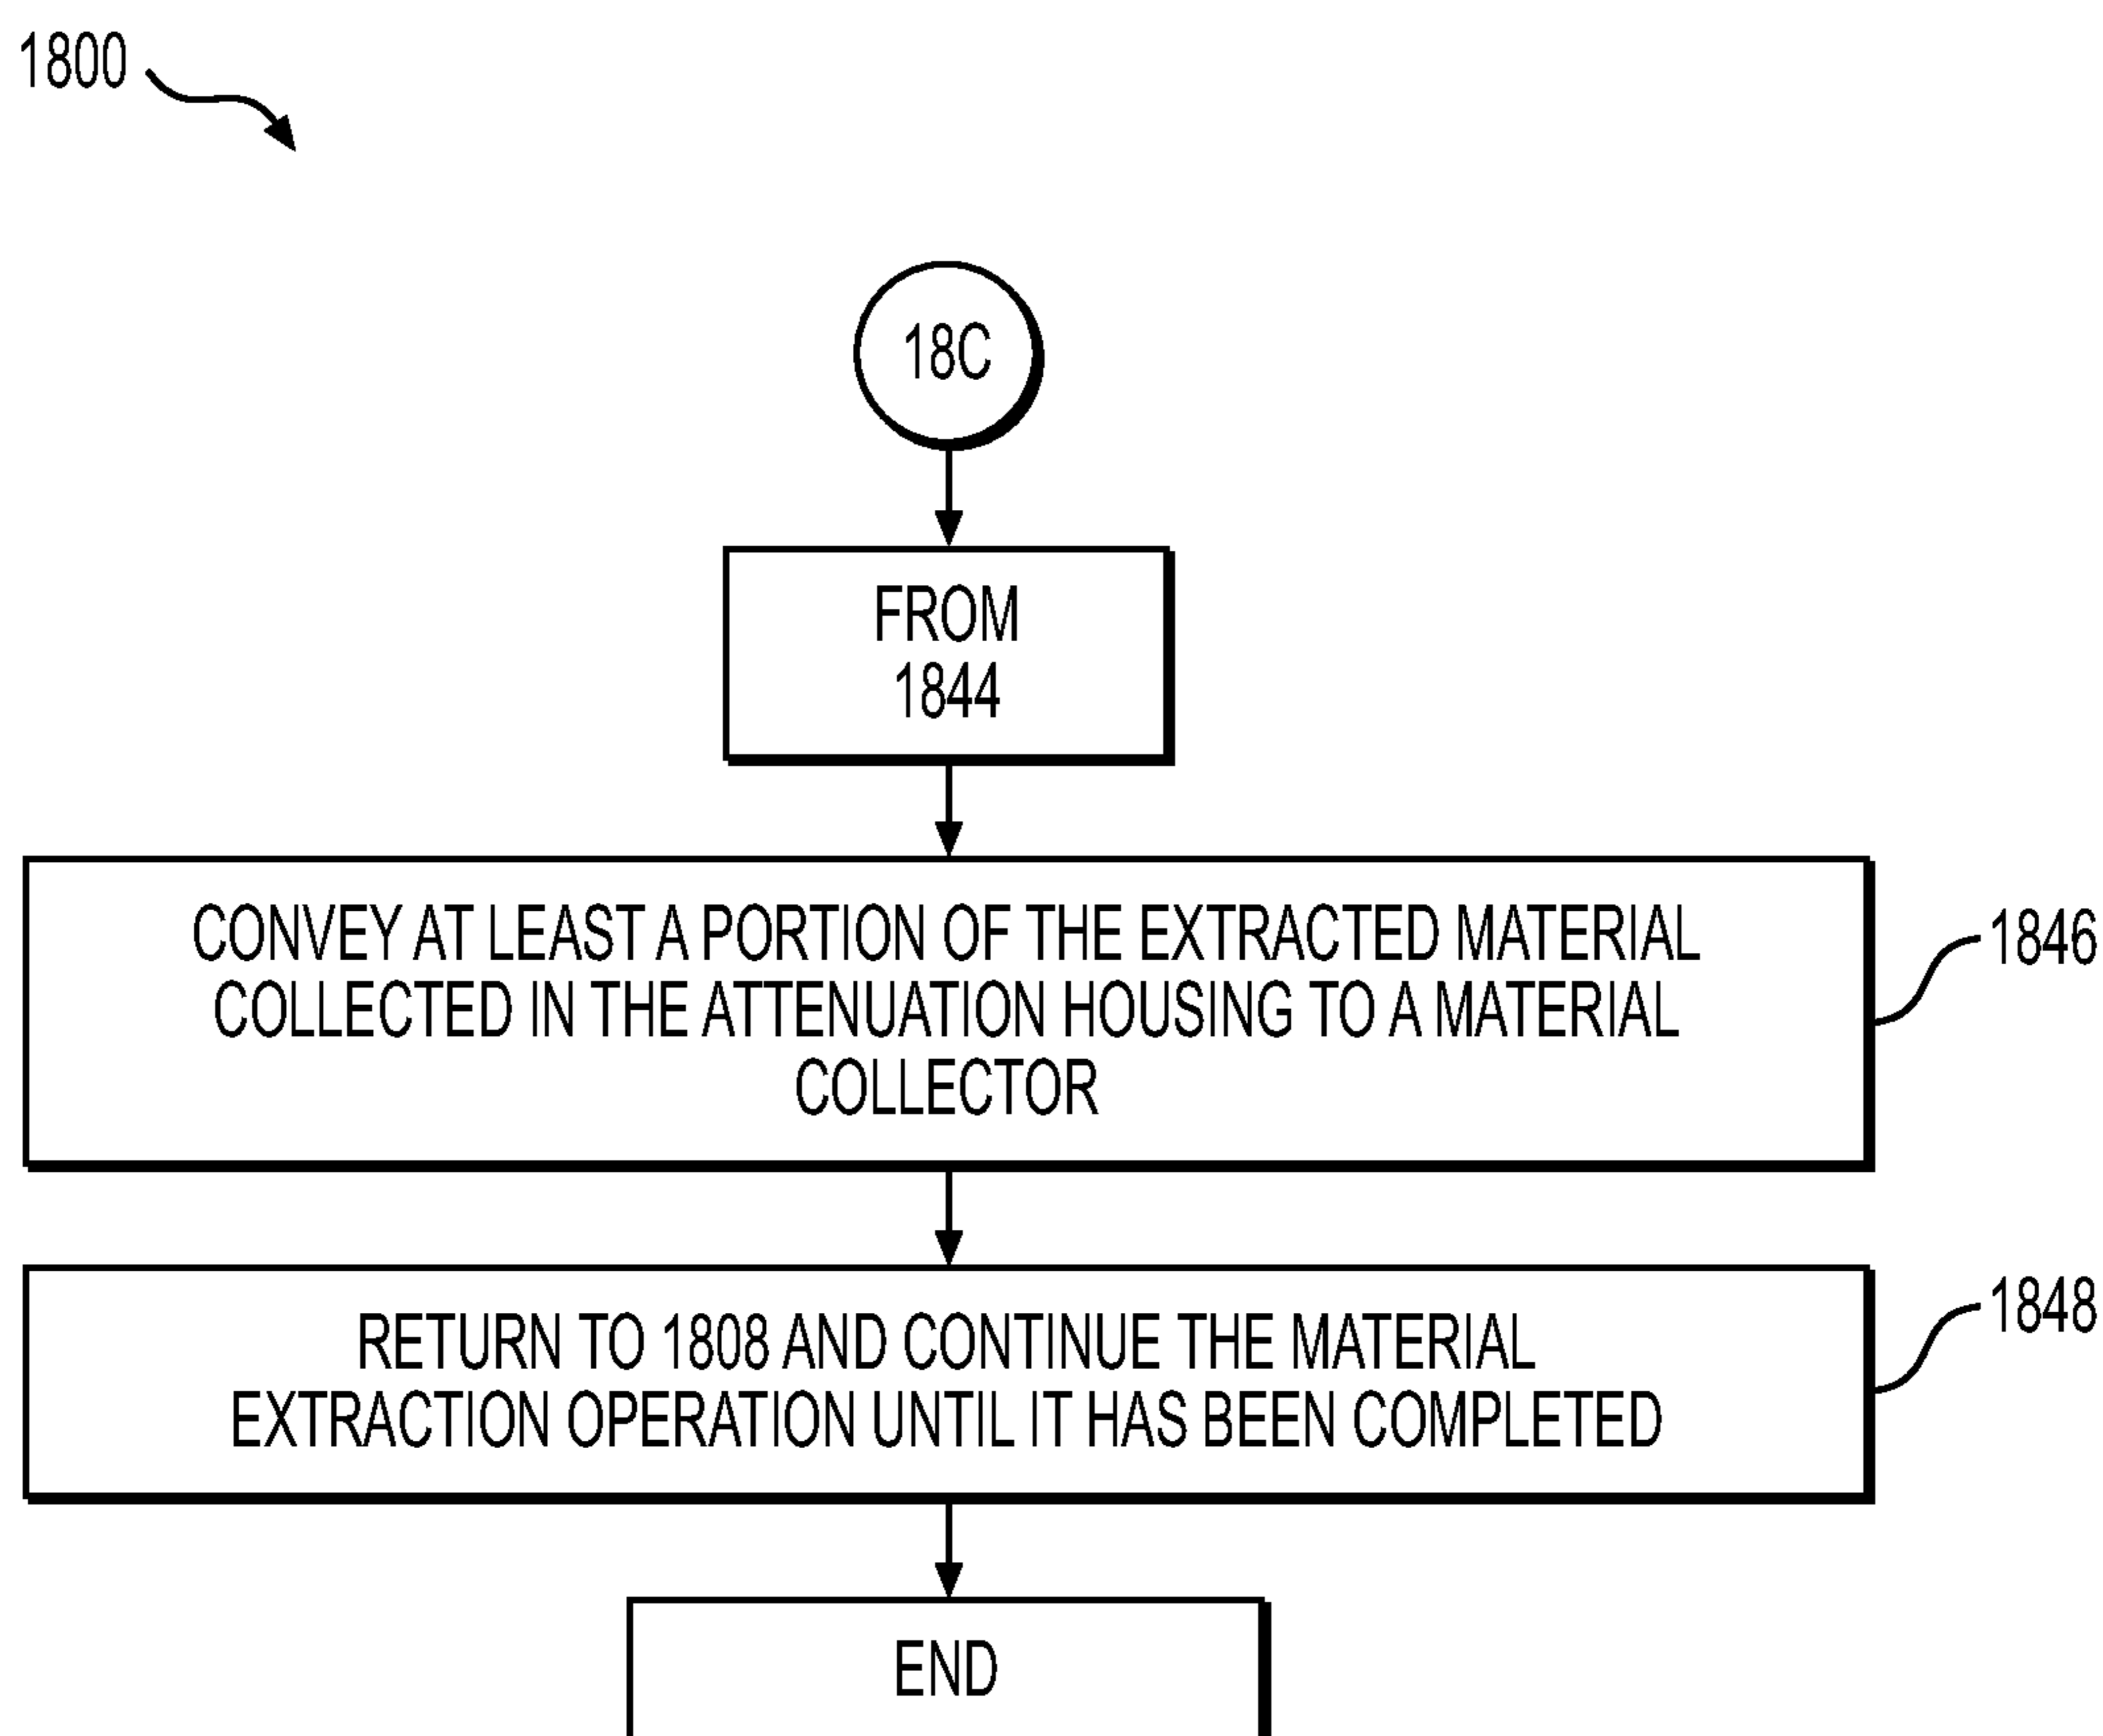 1800
18C
FROM
1844
CONVEY AT LEAST A PORTION OF THE EXTRACTED MATERIAL
COLLECTED IN THE ATTENUATION HOUSING TO A MATERIAL
COLLECTOR
1846
RETURN TO 1808 AND CONTINUE THE MATERIAL
EXTRACTION OPERATION UNTIL IT HAS BEEN COMPLETED
1848
END